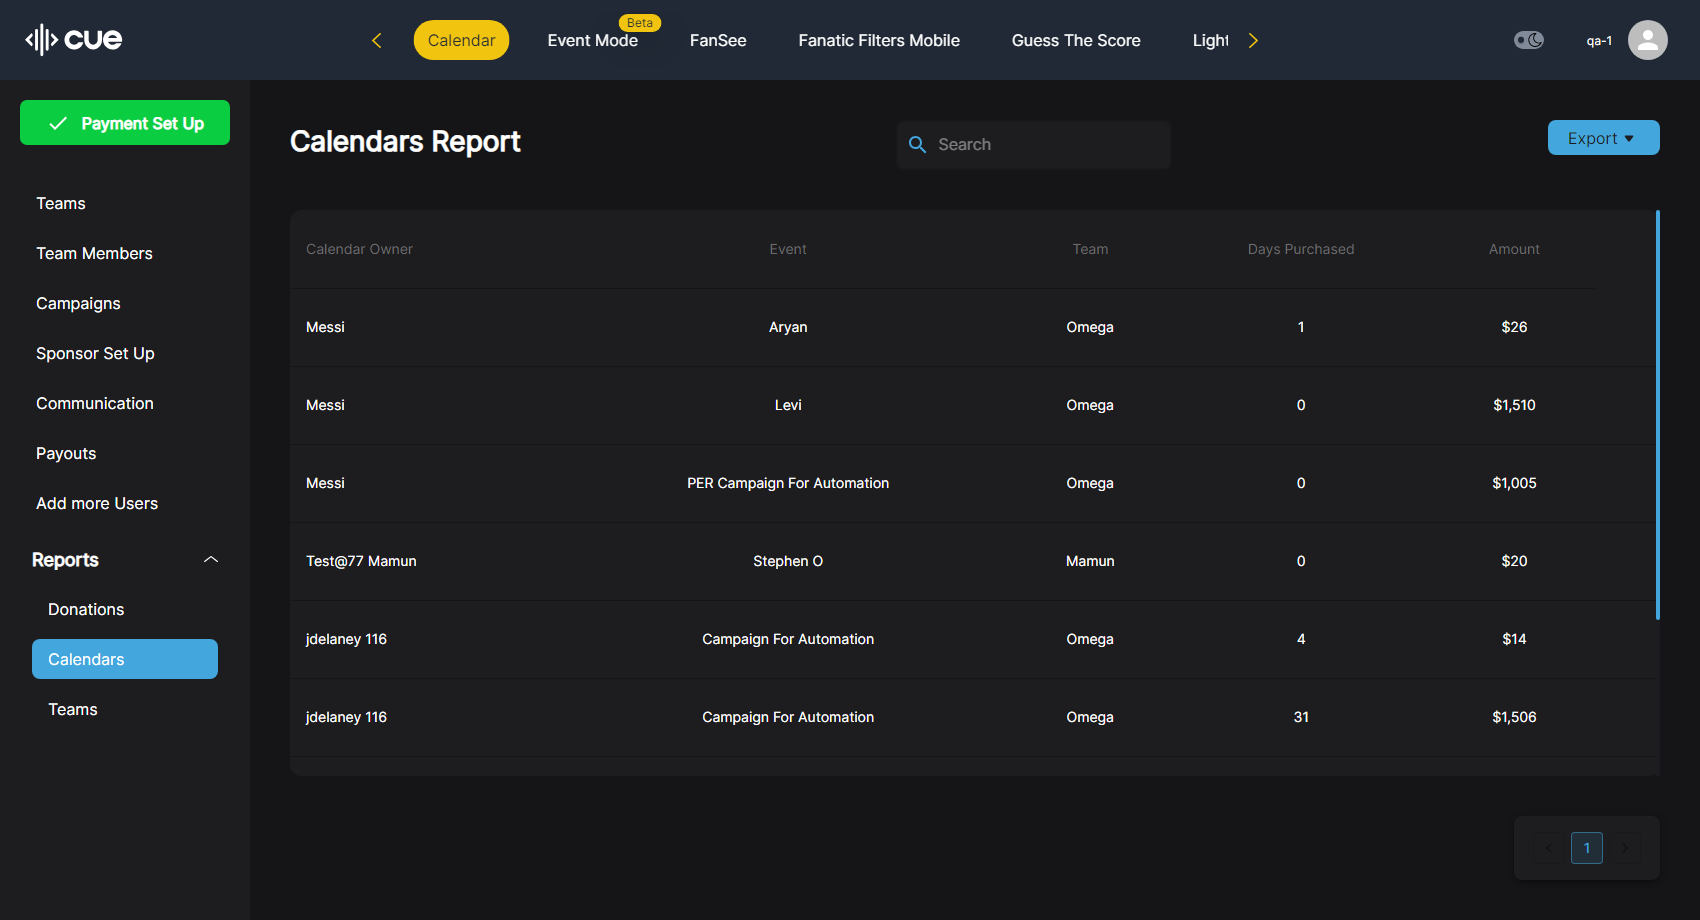 cue
Calendar
Event Mode
Beta
FanSee
Fanatic Filters Mobile
Guess The Score
Light
qa-1
Payment Set Up
Teams
Team Members
Campaigns
Sponsor Set Up
Communication
Payouts
Add more Users
Reports
Donations
Calendars
Teams
Calendars Report
Search
Export
Calendar Owner Event Team Days Purchased Amount
Messi Aryan Omega 1 $26
Messi Levi Omega 0 $1,510
Messi PER Campaign For Automation Omega 0 $1,005
Test@77 Mamun Stephen O Mamun 0 $20
jdelaney 116 Campaign For Automation Omega 4 $14
jdelaney 116 Campaign For Automation Omega 31 $1,506
1